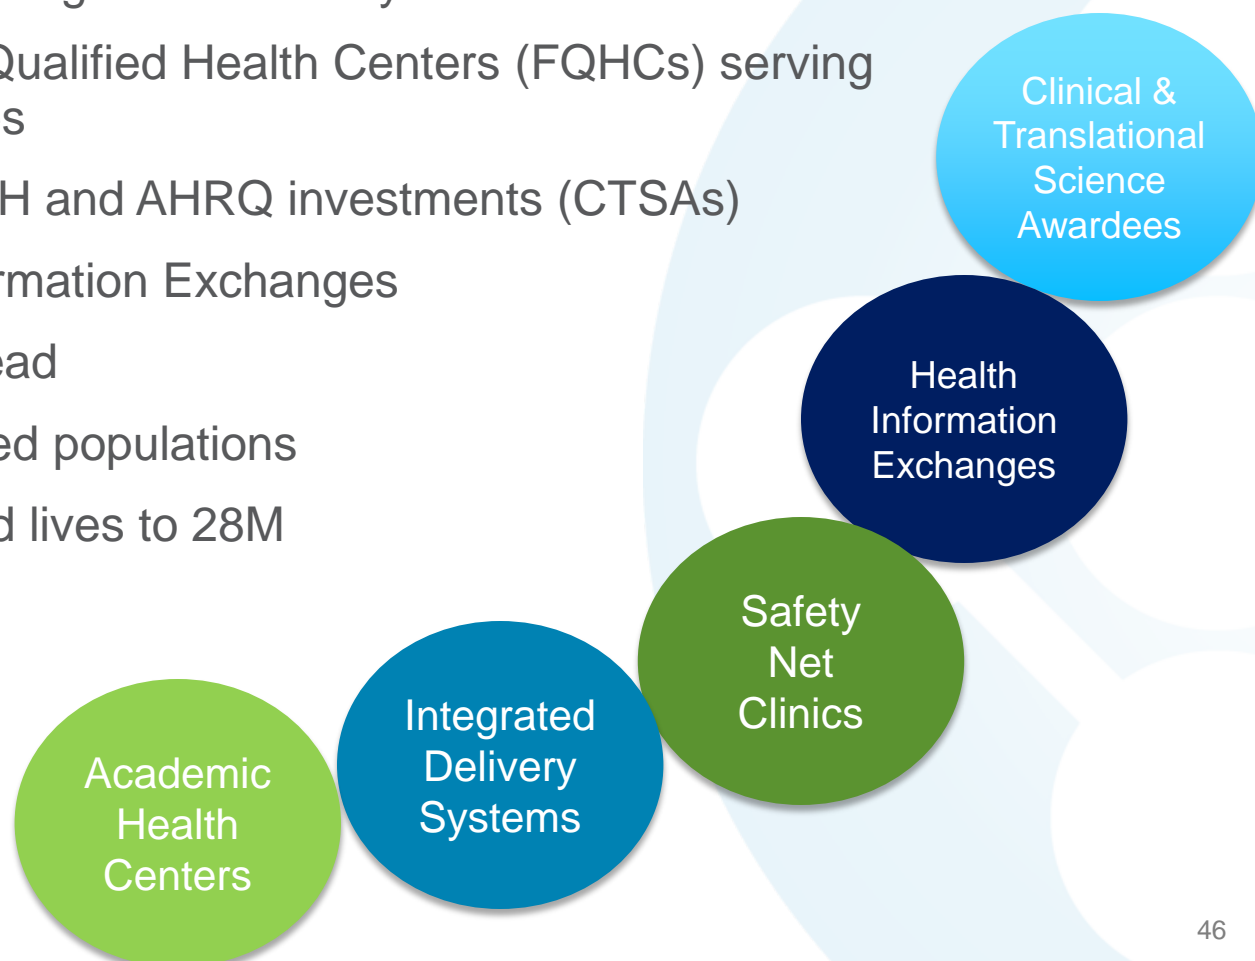 Qualified Health Centers (FQHCs) serving
s
H and AHRQ investments (CTSAs)
rmation Exchanges
ead
ed populations
d lives to 28M
Clinical &
Translational
Science
Awardees
Health
Information
Exchanges
Safety
Net
Clinics
Integrated
Delivery
Systems
Academic
Health
Centers
46